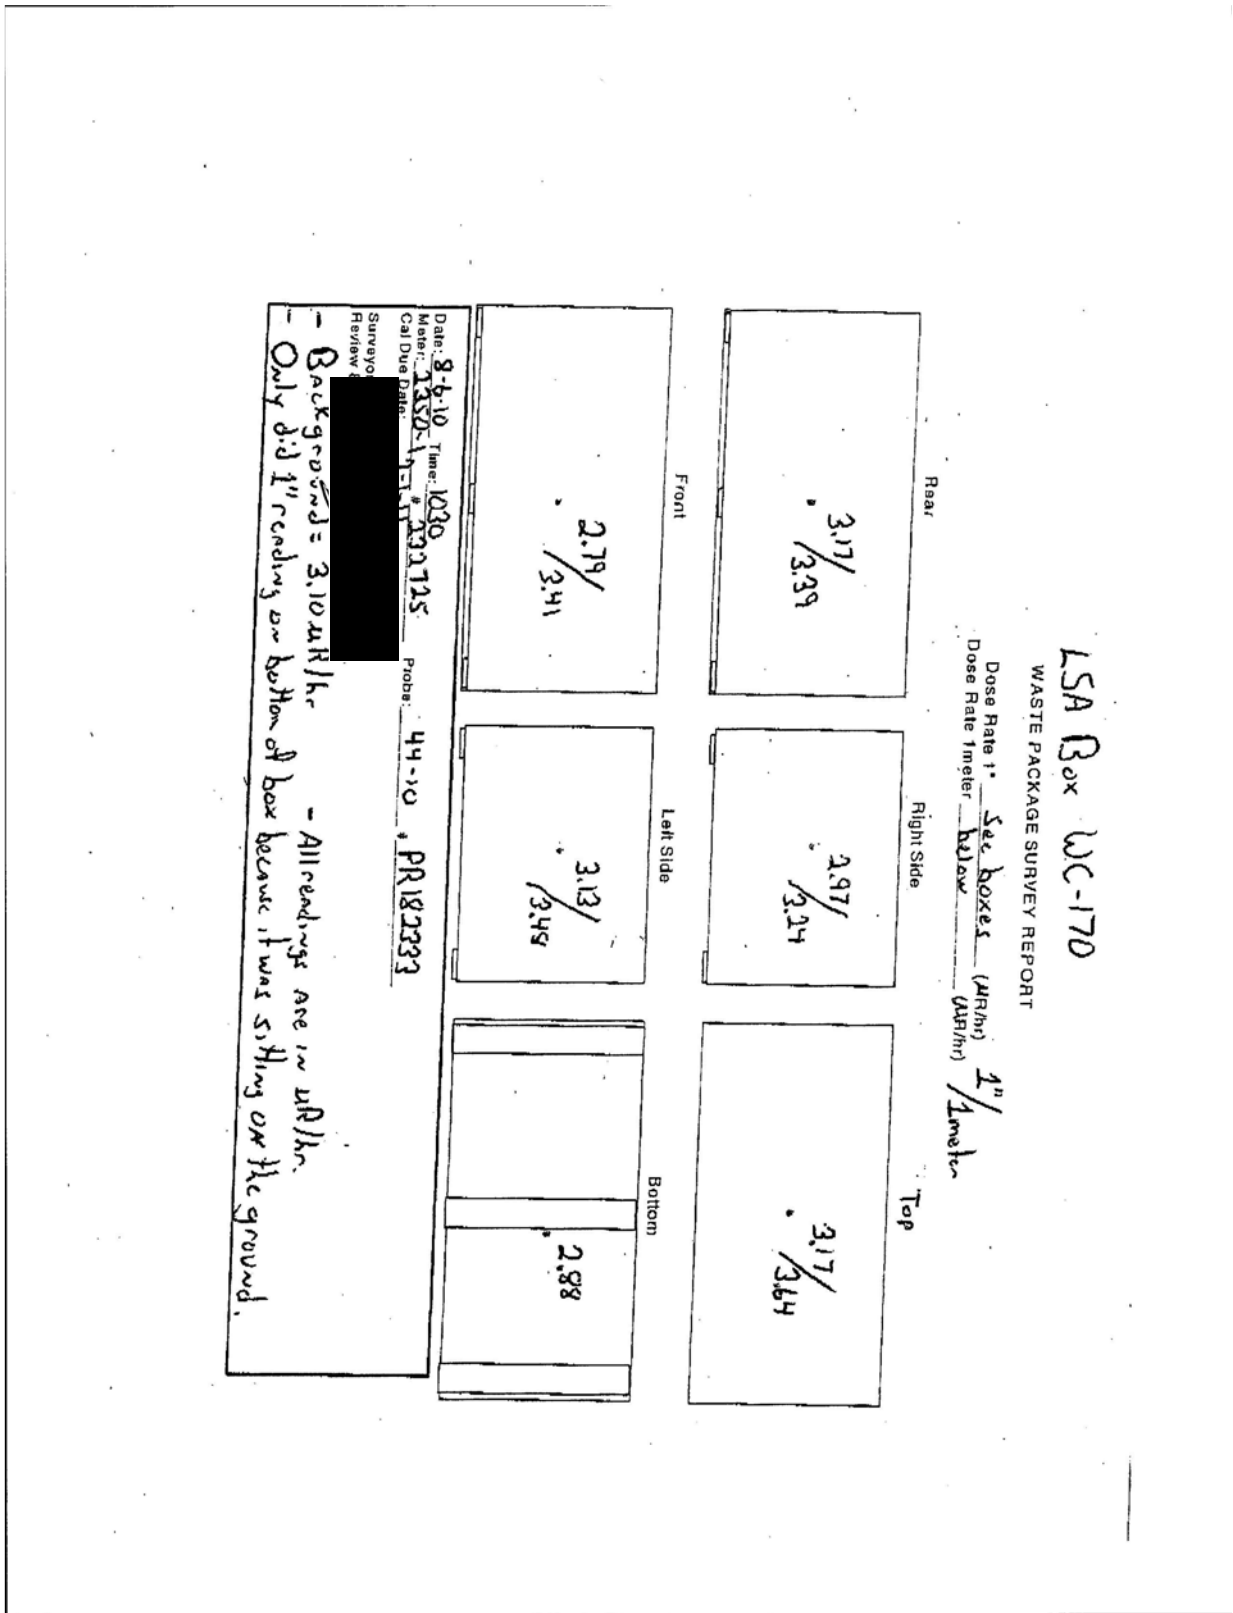 LSA Box WC-170
WASTE PACKAGE SURVEY REPORT
Dose Rate 1" See boxes (μR/hr) 1"/
Dose Rate 1meter below (μR/hr) /1meter
Rear
3.17/
/3.39
Right Side
2.97/
/3.24
Top
3.17/
/3.64
Front
2.79/
/3.41
Left Side
3.13/
/3.48
Bottom
2.88
Date: 8-6-10 Time: 1030
Meter: 2350-1 # 232725 Probe: 44-10 # PR182333
Cal Due Date:
Surveyo
Review &
- Background = 3.10 uR/hr - All readings are in uR/hr.
- Only did 1" reading on bottom of box because it was sitting on the ground.